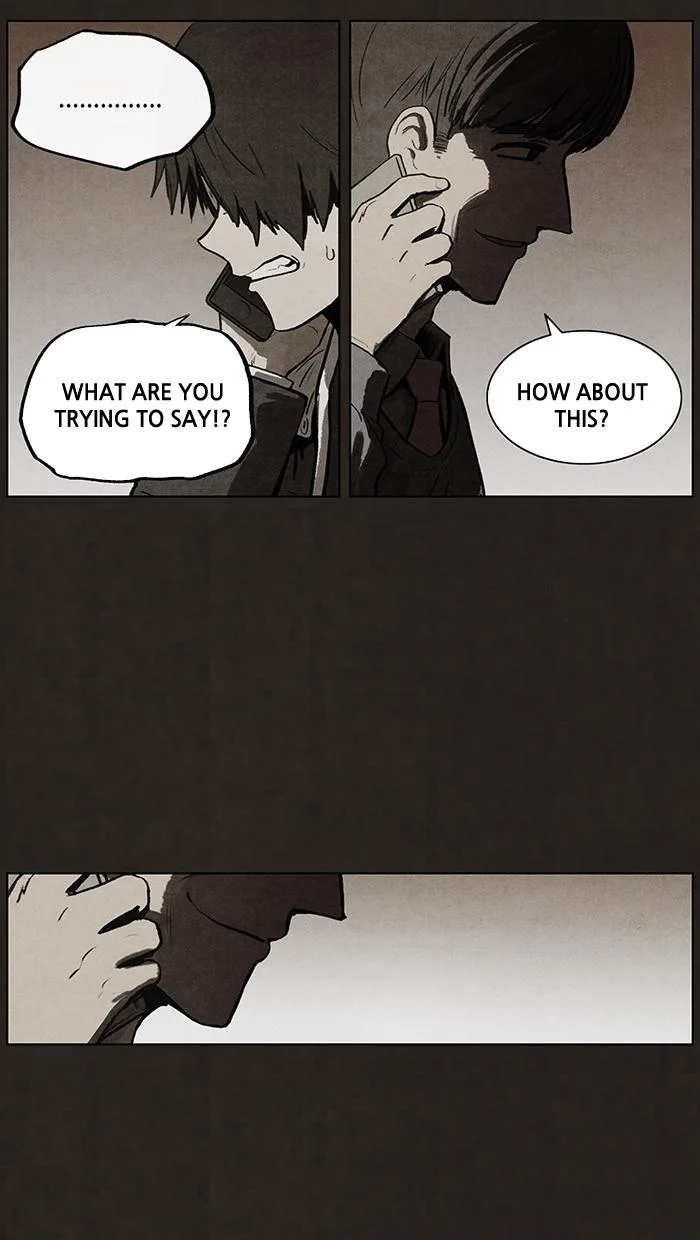 ...............
WHAT ARE YOU
TRYING TO SAY!?
HOW ABOUT
THIS?